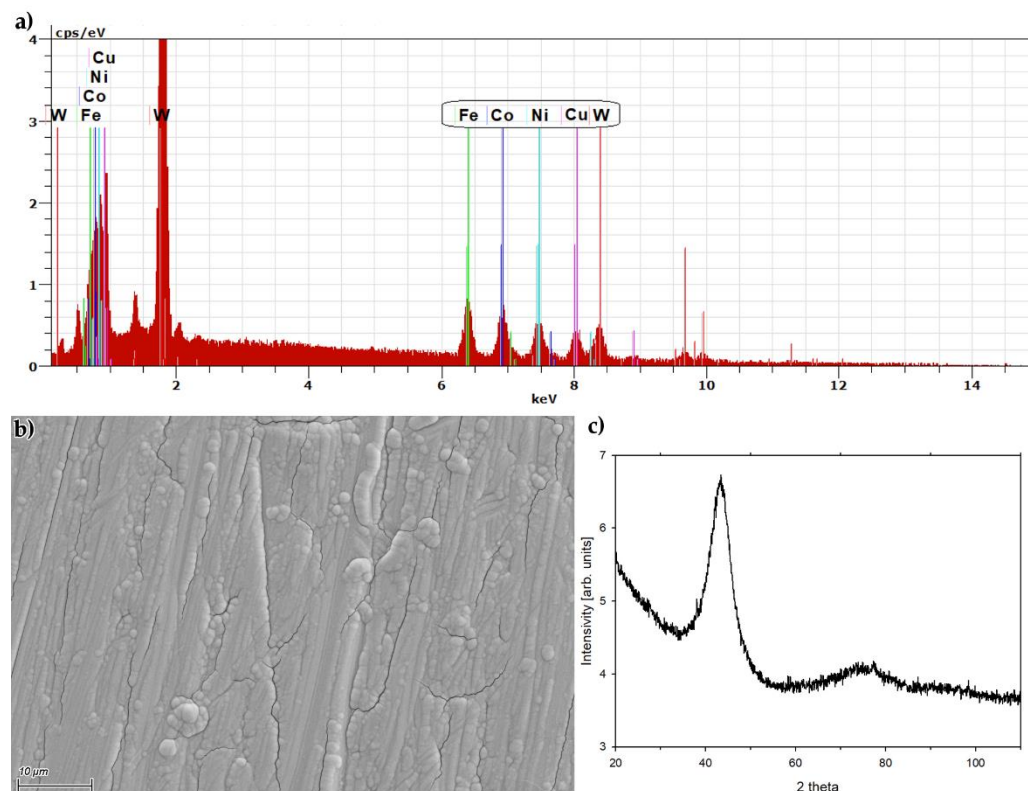 a)
cps/eV
4
3
2
1
0
Cu
Ni
Co
W Fe W
Fe Co Ni Cu W
2 4 6 8 10 12 14
keV
b)
10 µm
c)
7
6
5
4
3
Intensivity [arb. units]
20 40 60 80 100
2 theta